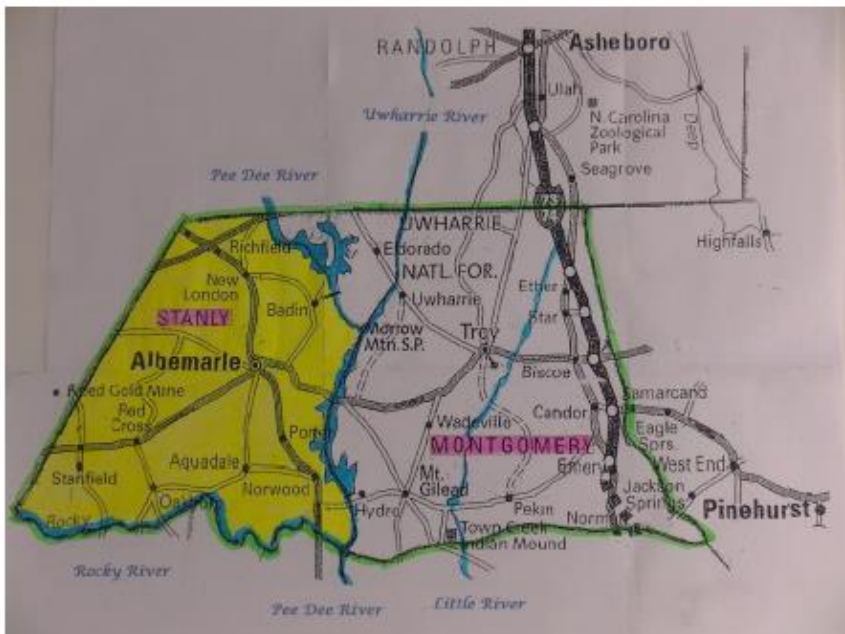 RANDOLPH
Asheboro
Ulah
Uwharrie River
N. Carolina
Zoological
Park
Deep
Seagrove
Pee Dee River
73
74
UWHARRIE
Richfield
Eldorado
Highfalls
NATL. FOR.
New
London
Ether
Badin
Uwharrie
STANLY
Star
Morrow
Mtn. S.P.
Troy
Albemarle
Biscoe
Reed Gold Mine
Samarcand
Red
Cross
Candor
Wadeville
Eagle
Sprs.
Porter
MONTGOMERY
Aquadale
West End
Stanfield
Emery
Mt.
Gilead
Jackson
Springs
Norwood
Oakboro
Pekin
Hydro
Pinehurst
Norman
Rocky
Town Creek
Indian Mound
Rocky River
Pee Dee River
Little River